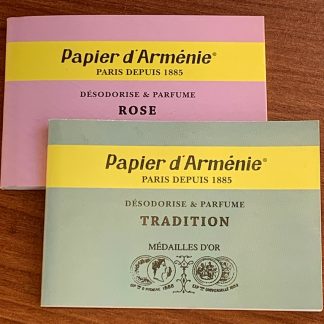 Papier d'Arménie®
PARIS DEPUIS 1885
DÉSODORISE & PARFUME
ROSE
Papier d'Arménie®
PARIS DEPUIS 1885
DÉSODORISE & PARFUME
TRADITION
MÉDAILLES D'OR